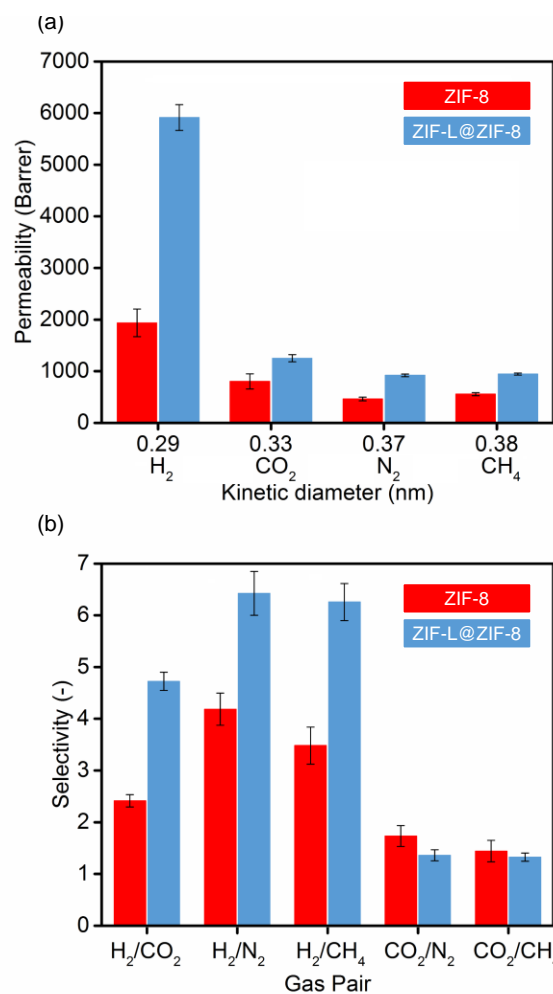 (a)
7000
6000
5000
4000
3000
2000
1000
0
Permeability (Barrer)
ZIF-8
ZIF-L@ZIF-8
0.29 0.33 0.37 0.38
H₂ CO₂ N₂ CH₄
Kinetic diameter (nm)
(b)
7
6
5
4
3
2
1
0
Selectivity (-)
ZIF-8
ZIF-L@ZIF-8
H₂/CO₂ H₂/N₂ H₂/CH₄ CO₂/N₂ CO₂/CH
Gas Pair